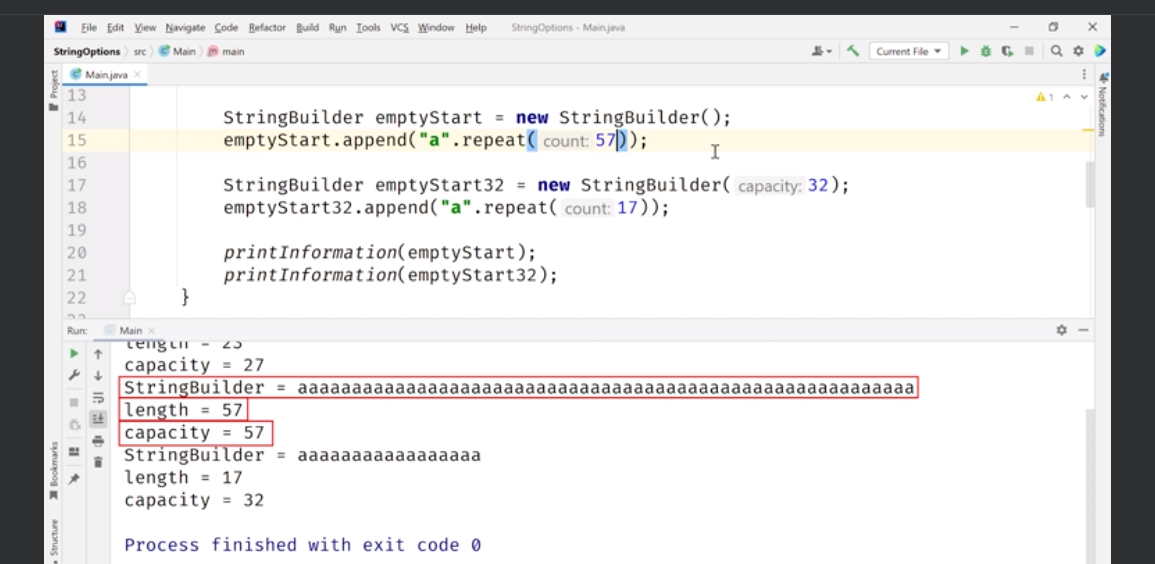 File Edit View Navigate Code Refactor Build Run Tools VCS Window Help StringOptions - Main.java
StringOptions src Main main Current File
Project
Main.java
Notifications
1
13
14 StringBuilder emptyStart = new StringBuilder();
15 emptyStart.append("a".repeat( count: 57));
16
17 StringBuilder emptyStart32 = new StringBuilder( capacity: 32);
18 emptyStart32.append("a".repeat( count: 17));
19
20 printInformation(emptyStart);
21 printInformation(emptyStart32);
22 }
23
Run: Main
length = 23
capacity = 27
StringBuilder = aaaaaaaaaaaaaaaaaaaaaaaaaaaaaaaaaaaaaaaaaaaaaaaaaaaaaaaaa
length = 57
capacity = 57
StringBuilder = aaaaaaaaaaaaaaaaa
length = 17
capacity = 32
Process finished with exit code 0
Bookmarks
Structure